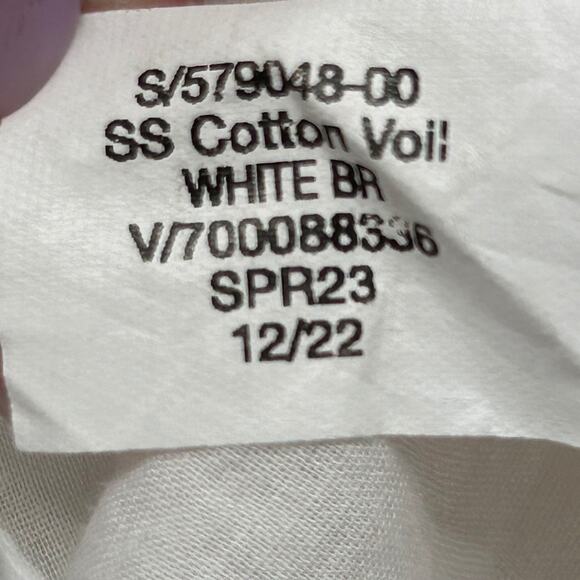 S/579048-00
SS Cotton Voil
WHITE BR
V/700088336
SPR23
12/22